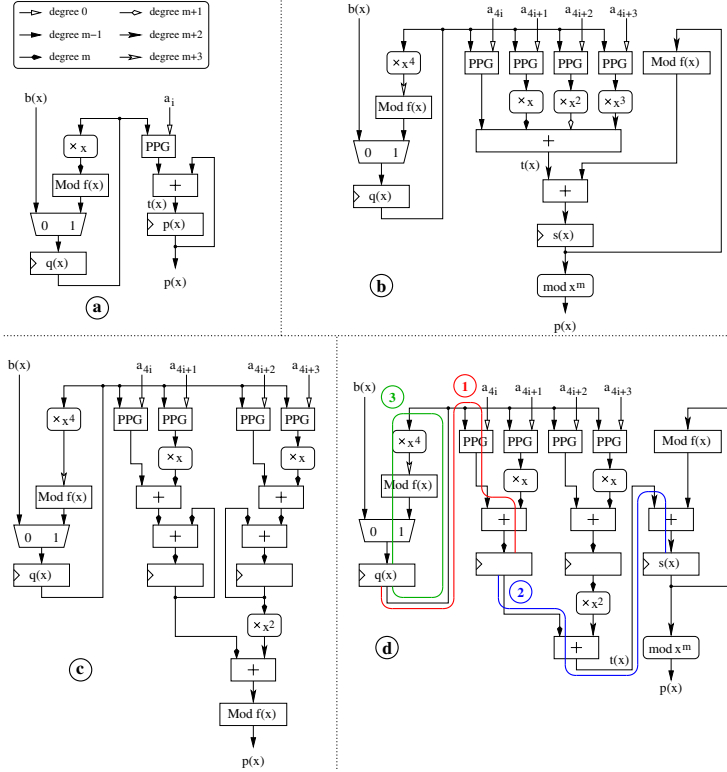 degree 0 degree m+1
degree m−1 degree m+2
degree m degree m+3
b(x) a_i
×x PPG
Mod f(x) +
t(x)
0 1 p(x)
q(x)
p(x)
a
b(x) a_4i a_4i+1 a_4i+2 a_4i+3
×x^4 PPG PPG PPG PPG Mod f(x)
Mod f(x) ×x ×x^2 ×x^3
0 1 +
t(x)
q(x) +
s(x)
mod x^m
p(x)
b
b(x) a_4i a_4i+1 a_4i+2 a_4i+3
×x^4 PPG PPG PPG PPG
×x ×x
Mod f(x) + +
0 1 + +
q(x)
×x^2
+
Mod f(x)
p(x)
c
b(x) 3 1 a_4i a_4i+1 a_4i+2 a_4i+3
×x^4 PPG PPG PPG PPG Mod f(x)
Mod f(x) ×x ×x
0 1 + + +
q(x) s(x)
2 ×x^2
+ mod x^m
t(x)
p(x)
d